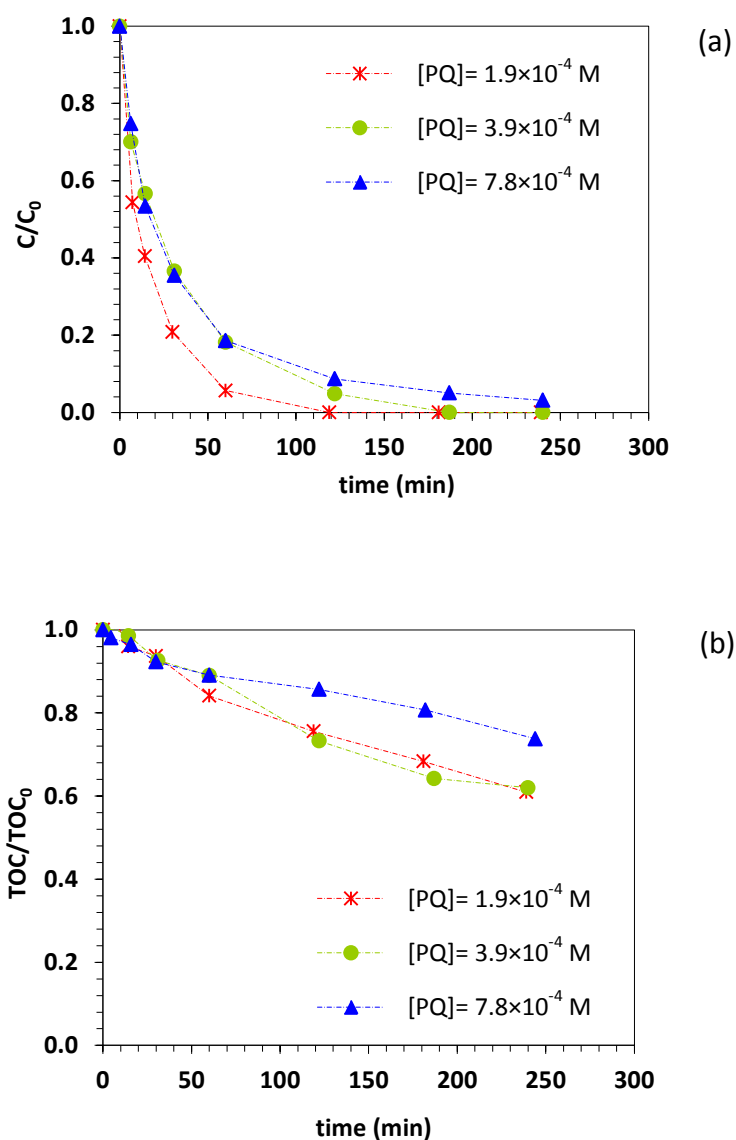 (a)
1.0
0.8
0.6
0.4
0.2
0.0
C/C₀
[PQ]= 1.9×10⁻⁴ M
[PQ]= 3.9×10⁻⁴ M
[PQ]= 7.8×10⁻⁴ M
0 50 100 150 200 250 300
time (min)
(b)
1.0
0.8
0.6
0.4
0.2
0.0
TOC/TOC₀
[PQ]= 1.9×10⁻⁴ M
[PQ]= 3.9×10⁻⁴ M
[PQ]= 7.8×10⁻⁴ M
0 50 100 150 200 250 300
time (min)